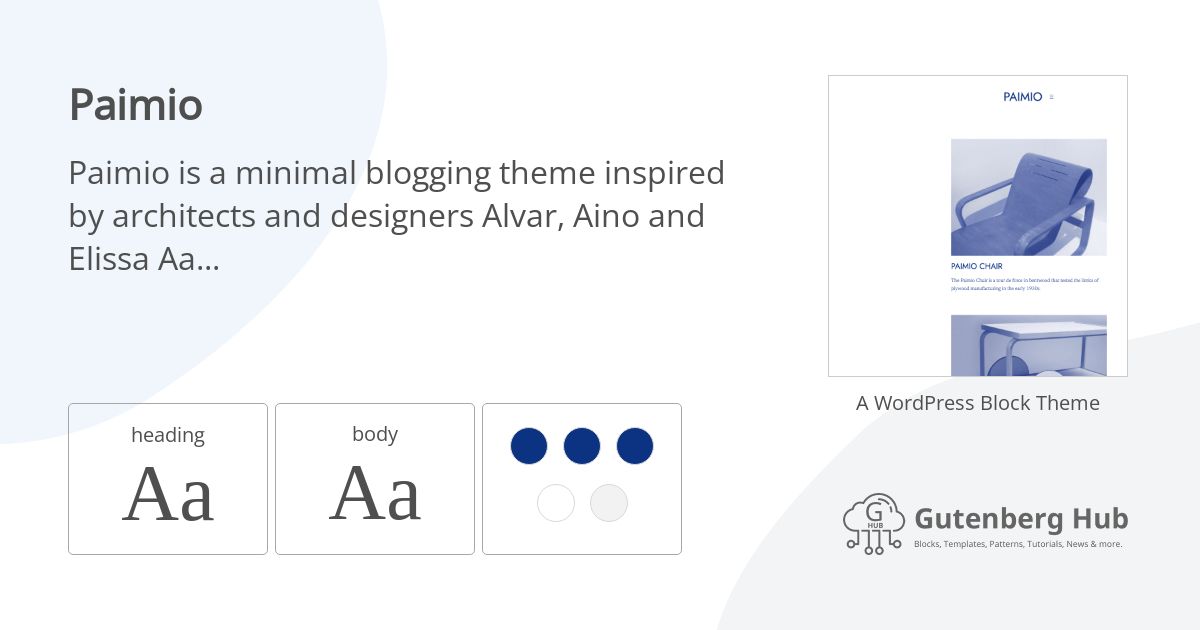 Paimio
Paimio is a minimal blogging theme inspired
by architects and designers Alvar, Aino and
Elissa Aa...
heading
Aa
body
Aa
PAIMIO
PAIMIO CHAIR
The Paimio Chair is a tour de force in bentwood that tested the limits of
plywood manufacturing in the early 1930s.
A WordPress Block Theme
G
HUB
Gutenberg Hub
Blocks, Templates, Patterns, Tutorials, News & more.